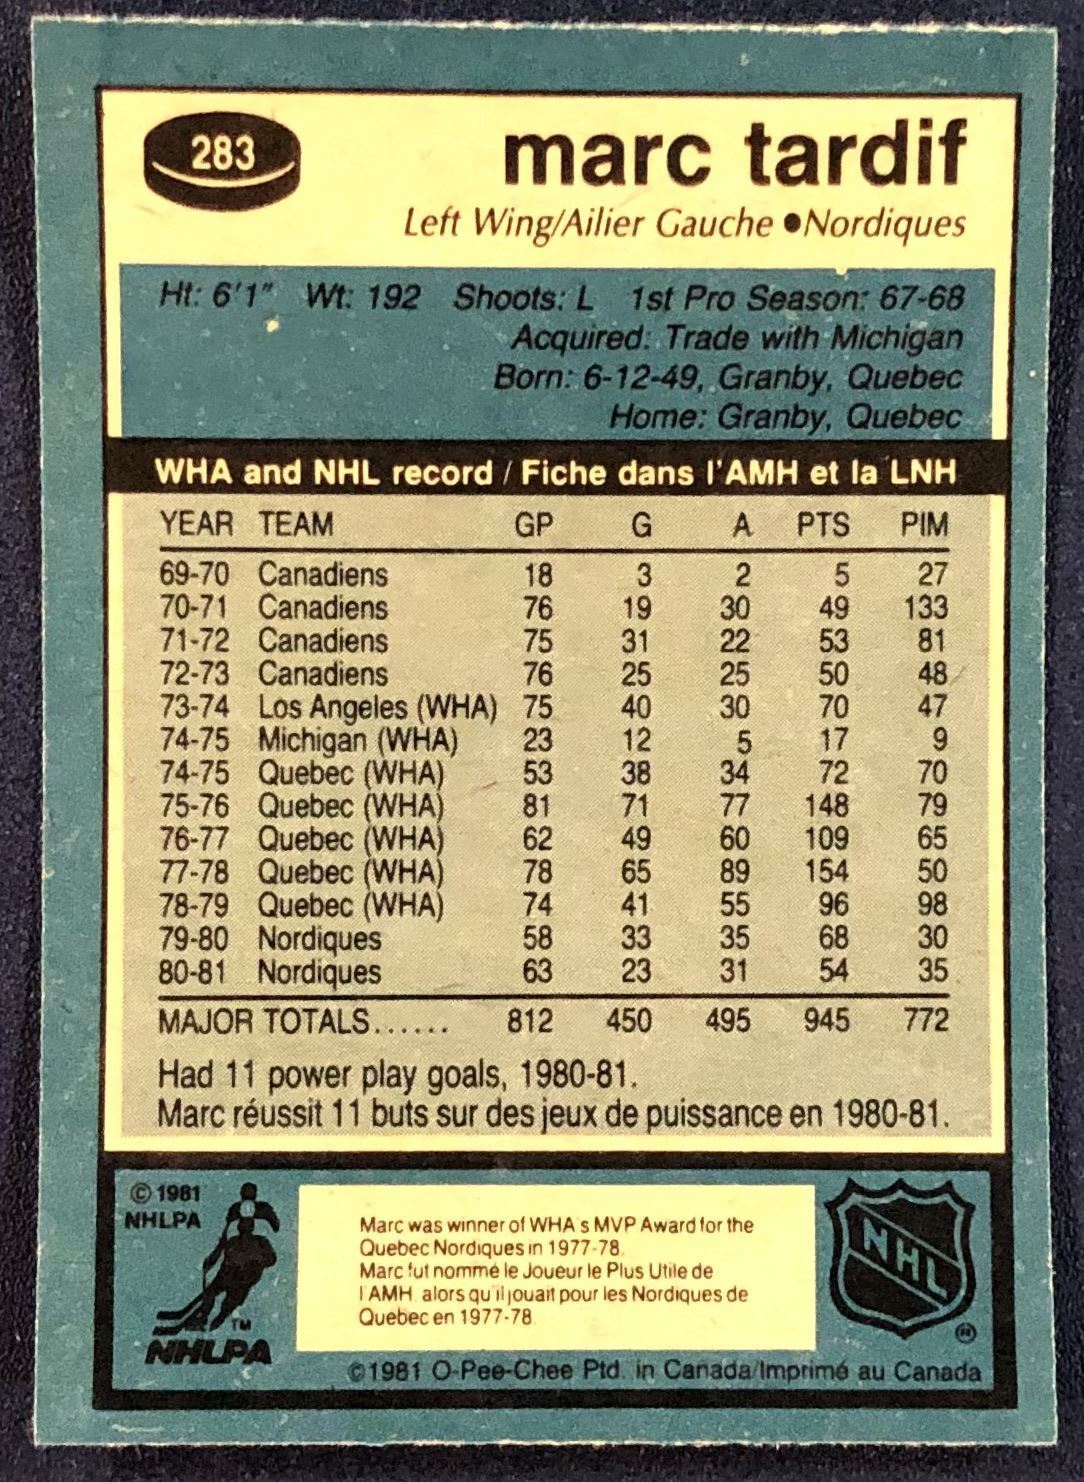 283
marc tardif
Left Wing/Ailier Gauche ●Nordiques
Ht: 6'1" Wt: 192 Shoots: L 1st Pro Season: 67-68
Acquired: Trade with Michigan
Born: 6-12-49, Granby, Quebec
Home: Granby, Quebec
WHA and NHL record / Fiche dans l'AMH et la LNH
YEAR TEAM GP G A PTS PIM
69-70 Canadiens 18 3 2 5 27
70-71 Canadiens 76 19 30 49 133
71-72 Canadiens 75 31 22 53 81
72-73 Canadiens 76 25 25 50 48
73-74 Los Angeles (WHA) 75 40 30 70 47
74-75 Michigan (WHA) 23 12 5 17 9
74-75 Quebec (WHA) 53 38 34 72 70
75-76 Quebec (WHA) 81 71 77 148 79
76-77 Quebec (WHA) 62 49 60 109 65
77-78 Quebec (WHA) 78 65 89 154 50
78-79 Quebec (WHA) 74 41 55 96 98
79-80 Nordiques 58 33 35 68 30
80-81 Nordiques 63 23 31 54 35
MAJOR TOTALS...... 812 450 495 945 772
Had 11 power play goals, 1980-81.
Marc réussit 11 buts sur des jeux de puissance en 1980-81.
© 1981
NHLPA
TM
NHLPA
Marc was winner of WHA s MVP Award for the
Quebec Nordiques in 1977-78
Marc fut nommé le Joueur le Plus Utile de
l AMH alors qu il jouait pour les Nordiques de
Quebec en 1977-78
NHL
®
©1981 O-Pee-Chee Ptd. in Canada/Imprimé au Canada